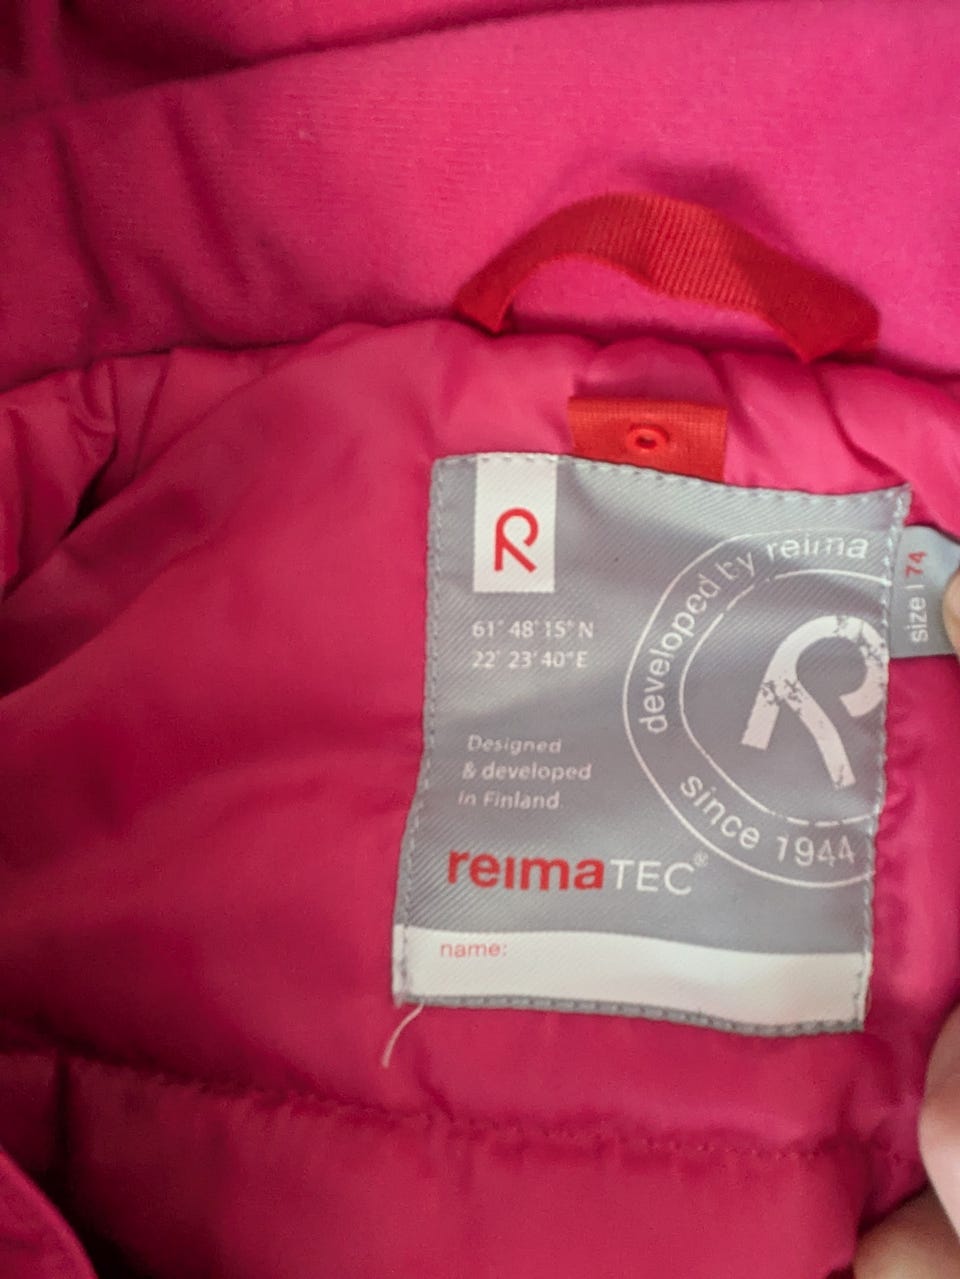 R
61° 48' 15" N
22° 23' 40" E
Designed
& developed
in Finland
reimaTEC®
name:
developed by reima
R
since 1944
size | 74